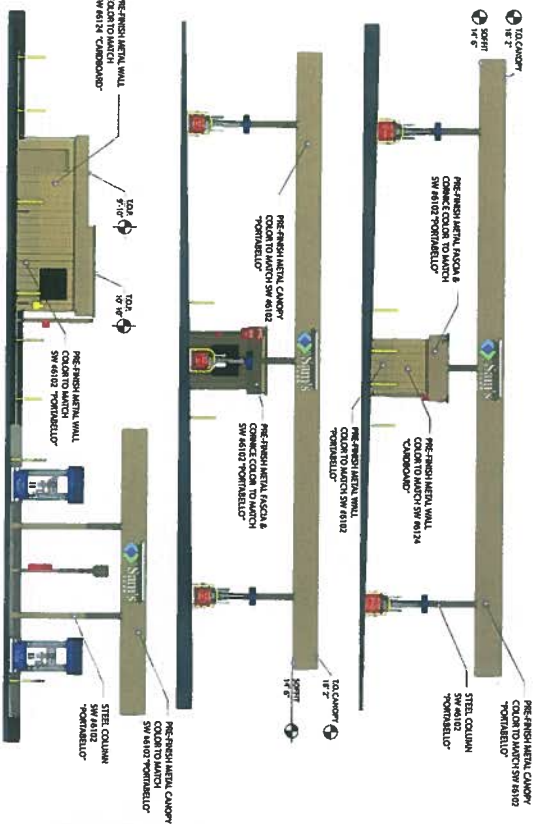 T.O. CANOPY
18' 2"
SOFFIT
14' 6"
PRE-FINISH METAL FASCIA &
CORNICE COLOR TO MATCH
SW #6102 "PORTABELLO"
Sam's
PRE-FINISH METAL WALL
COLOR TO MATCH SW #6124
"CARDBOARD"
PRE-FINISH METAL WALL
COLOR TO MATCH SW #6102
"PORTABELLO"
PRE-FINISH METAL CANOPY
COLOR TO MATCH SW #6102
"PORTABELLO"
STEEL COLUMN
SW #6102
"PORTABELLO"
PRE-FINISH METAL CANOPY
COLOR TO MATCH SW #6102
"PORTABELLO"
Sam's
PRE-FINISH METAL FASCIA &
CORNICE COLOR TO MATCH
SW #6102 "PORTABELLO"
T.O. CANOPY
18' 2"
SOFFIT
14' 6"
PRE-FINISH METAL WALL
COLOR TO MATCH
SW #6124 "CARDBOARD"
T.O.P.
9'-10"
T.O.P.
PRE-FINISH METAL WALL
COLOR TO MATCH
SW #6102 "PORTABELLO"
Sam's
STEEL COLUMN
SW #6102
"PORTABELLO"
PRE-FINISH METAL CANOPY
COLOR TO MATCH
SW #6102 "PORTABELLO"